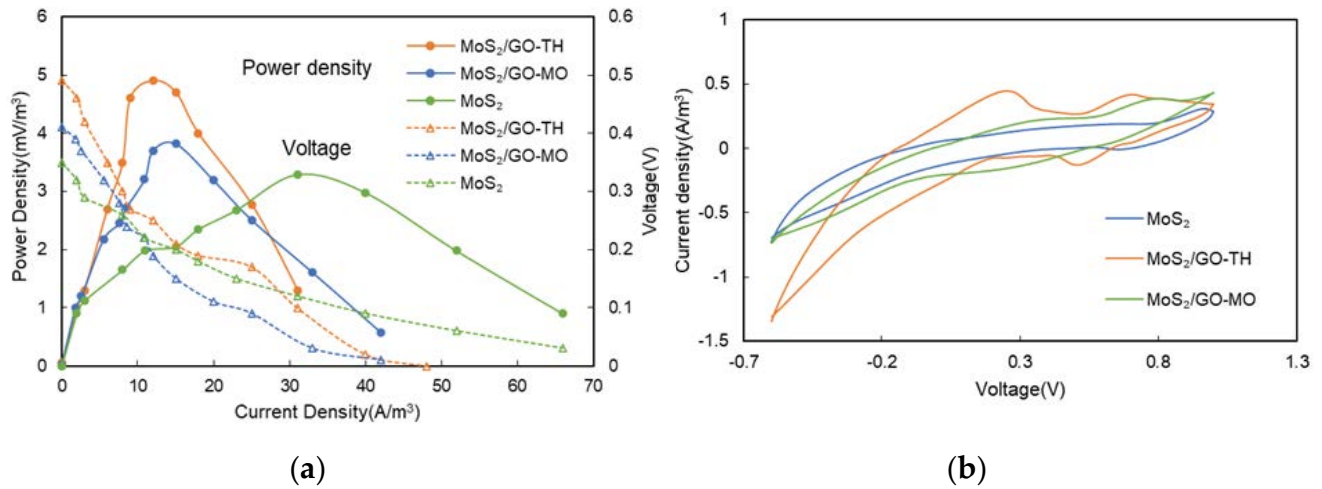 6
5
4
3
2
1
0
Power Density(mV/m³)
0.6
0.5
0.4
0.3
0.2
0.1
0
Voltage(V)
0 10 20 30 40 50 60 70
Current Density(A/m³)
Power density
Voltage
MoS₂/GO-TH
MoS₂/GO-MO
MoS₂
MoS₂/GO-TH
MoS₂/GO-MO
MoS₂
(a)
1
0.5
0
-0.5
-1
-1.5
Current density(A/m³)
-0.7 -0.2 0.3 0.8 1.3
Voltage(V)
MoS₂
MoS₂/GO-TH
MoS₂/GO-MO
(b)